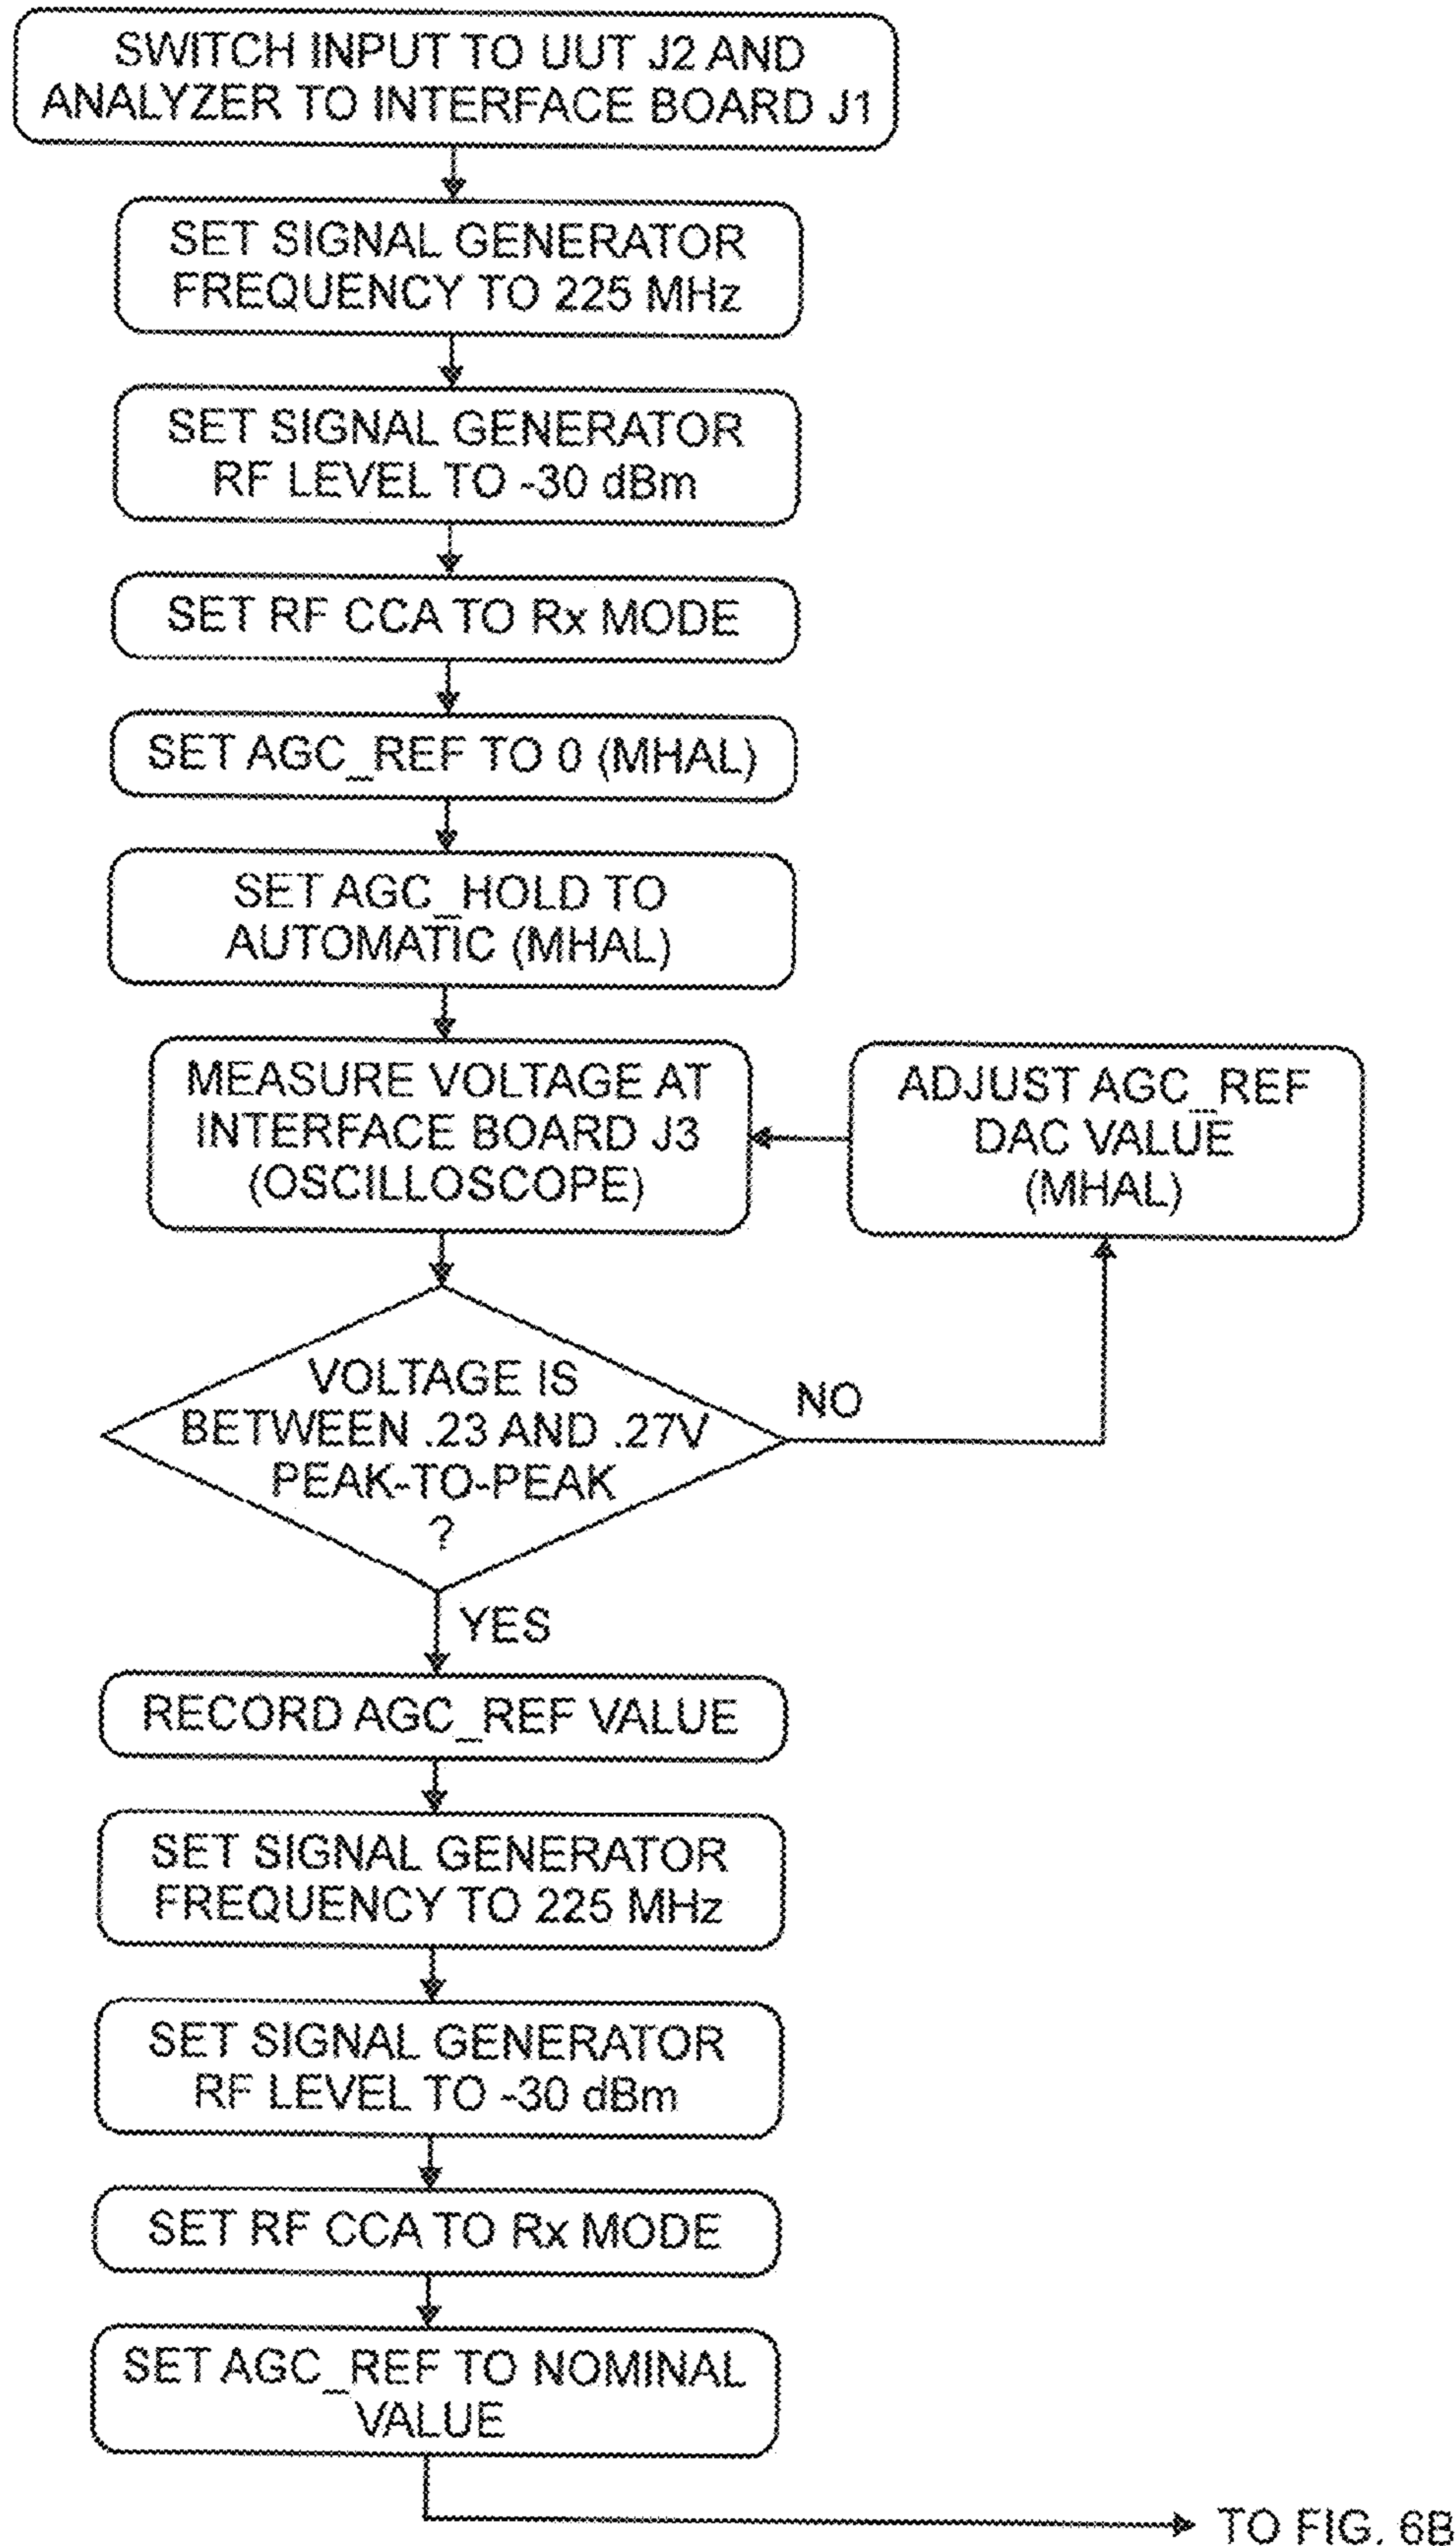 SWITCH INPUT TO UUT J2 AND
ANALYZER TO INTERFACE BOARD J1
SET SIGNAL GENERATOR
FREQUENCY TO 225 MHz
SET SIGNAL GENERATOR
RF LEVEL TO -30 dBm
SET RF CCA TO Rx MODE
SET AGC_REF TO 0 (MHAL)
SET AGC_HOLD TO
AUTOMATIC (MHAL)
MEASURE VOLTAGE AT
INTERFACE BOARD J3
(OSCILLOSCOPE)
ADJUST AGC_REF
DAC VALUE
(MHAL)
VOLTAGE IS
BETWEEN .23 AND .27V
PEAK-TO-PEAK
?
NO
YES
RECORD AGC_REF VALUE
SET SIGNAL GENERATOR
FREQUENCY TO 225 MHz
SET SIGNAL GENERATOR
RF LEVEL TO -30 dBm
SET RF CCA TO Rx MODE
SET AGC_REF TO NOMINAL
VALUE
TO FIG. 6B